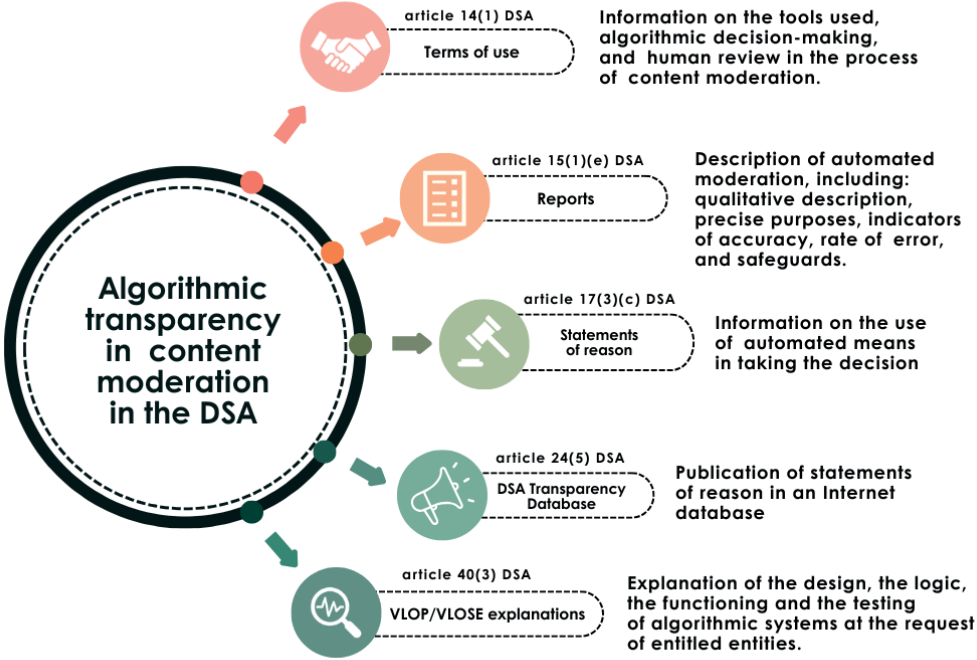 Algorithmic
transparency
in content
moderation
in the DSA
article 14(1) DSA
Terms of use
Information on the tools used,
algorithmic decision-making,
and human review in the process
of content moderation.
article 15(1)(e) DSA
Reports
Description of automated
moderation, including:
qualitative description,
precise purposes, indicators
of accuracy, rate of error,
and safeguards.
article 17(3)(c) DSA
Statements
of reason
Information on the use
of automated means
in taking the decision
article 24(5) DSA
DSA Transparency
Database
Publication of statements
of reason in an Internet
database
article 40(3) DSA
VLOP/VLOSE explanations
Explanation of the design, the logic,
the functioning and the testing
of algorithmic systems at the request
of entitled entities.